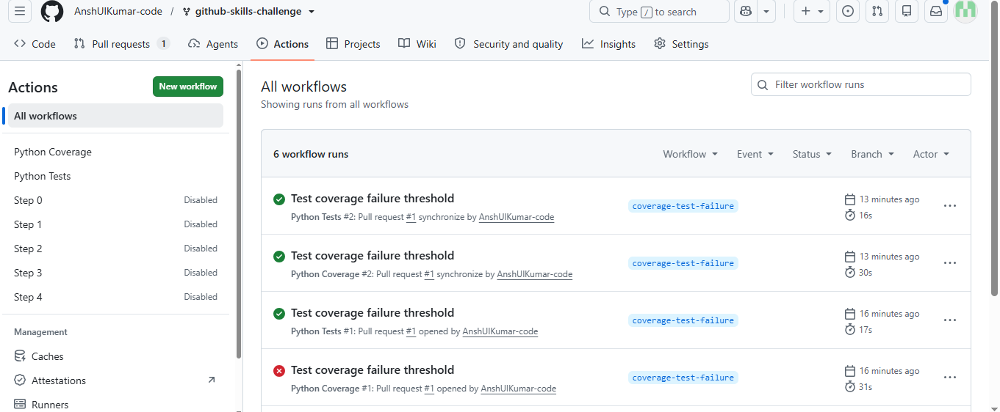 AnshUlKumar-code / github-skills-challenge
Type / to search
Code
Pull requests 1
Agents
Actions
Projects
Wiki
Security and quality
Insights
Settings
Actions
New workflow
All workflows
Python Coverage
Python Tests
Step 0 Disabled
Step 1 Disabled
Step 2 Disabled
Step 3 Disabled
Step 4 Disabled
Management
Caches
Attestations
Runners
All workflows
Showing runs from all workflows
Filter workflow runs
6 workflow runs
Workflow Event Status Branch Actor
Test coverage failure threshold
Python Tests #2: Pull request #1 synchronize by AnshUlKumar-code
coverage-test-failure
13 minutes ago
16s
Test coverage failure threshold
Python Coverage #2: Pull request #1 synchronize by AnshUlKumar-code
coverage-test-failure
13 minutes ago
30s
Test coverage failure threshold
Python Tests #1: Pull request #1 opened by AnshUlKumar-code
coverage-test-failure
16 minutes ago
17s
Test coverage failure threshold
Python Coverage #1: Pull request #1 opened by AnshUlKumar-code
coverage-test-failure
16 minutes ago
31s